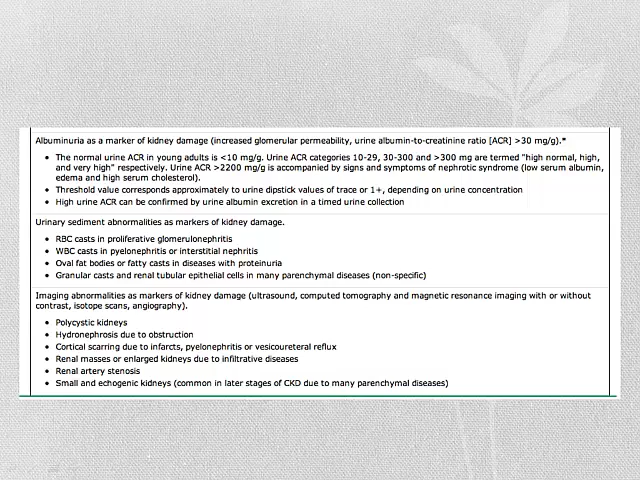 Albuminuria as a marker of kidney damage (increased glomerular permeability, urine albumin-to-creatinine ratio [ACR] >30 mg/g).*
• The normal urine ACR in young adults is <10 mg/g. Urine ACR categories 10-29, 30-300 and >300 mg are termed "high normal, high,
and very high" respectively. Urine ACR >2200 mg/g is accompanied by signs and symptoms of nephrotic syndrome (low serum albumin,
edema and high serum cholesterol).
• Threshold value corresponds approximately to urine dipstick values of trace or 1+, depending on urine concentration
• High urine ACR can be confirmed by urine albumin excretion in a timed urine collection
Urinary sediment abnormalities as markers of kidney damage.
• RBC casts in proliferative glomerulonephritis
• WBC casts in pyelonephritis or interstitial nephritis
• Oval fat bodies or fatty casts in diseases with proteinuria
• Granular casts and renal tubular epithelial cells in many parenchymal diseases (non-specific)
Imaging abnormalities as markers of kidney damage (ultrasound, computed tomography and magnetic resonance imaging with or without
contrast, isotope scans, angiography).
• Polycystic kidneys
• Hydronephrosis due to obstruction
• Cortical scarring due to infarcts, pyelonephritis or vesicoureteral reflux
• Renal masses or enlarged kidneys due to infiltrative diseases
• Renal artery stenosis
• Small and echogenic kidneys (common in later stages of CKD due to many parenchymal diseases)